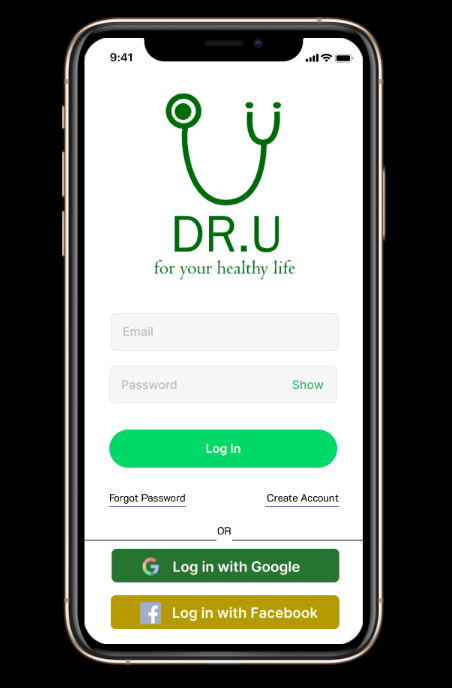 9:41
DR.U
for your healthy life
Email
Password Show
Log In
Forgot Password Create Account
OR
Log in with Google
Log in with Facebook